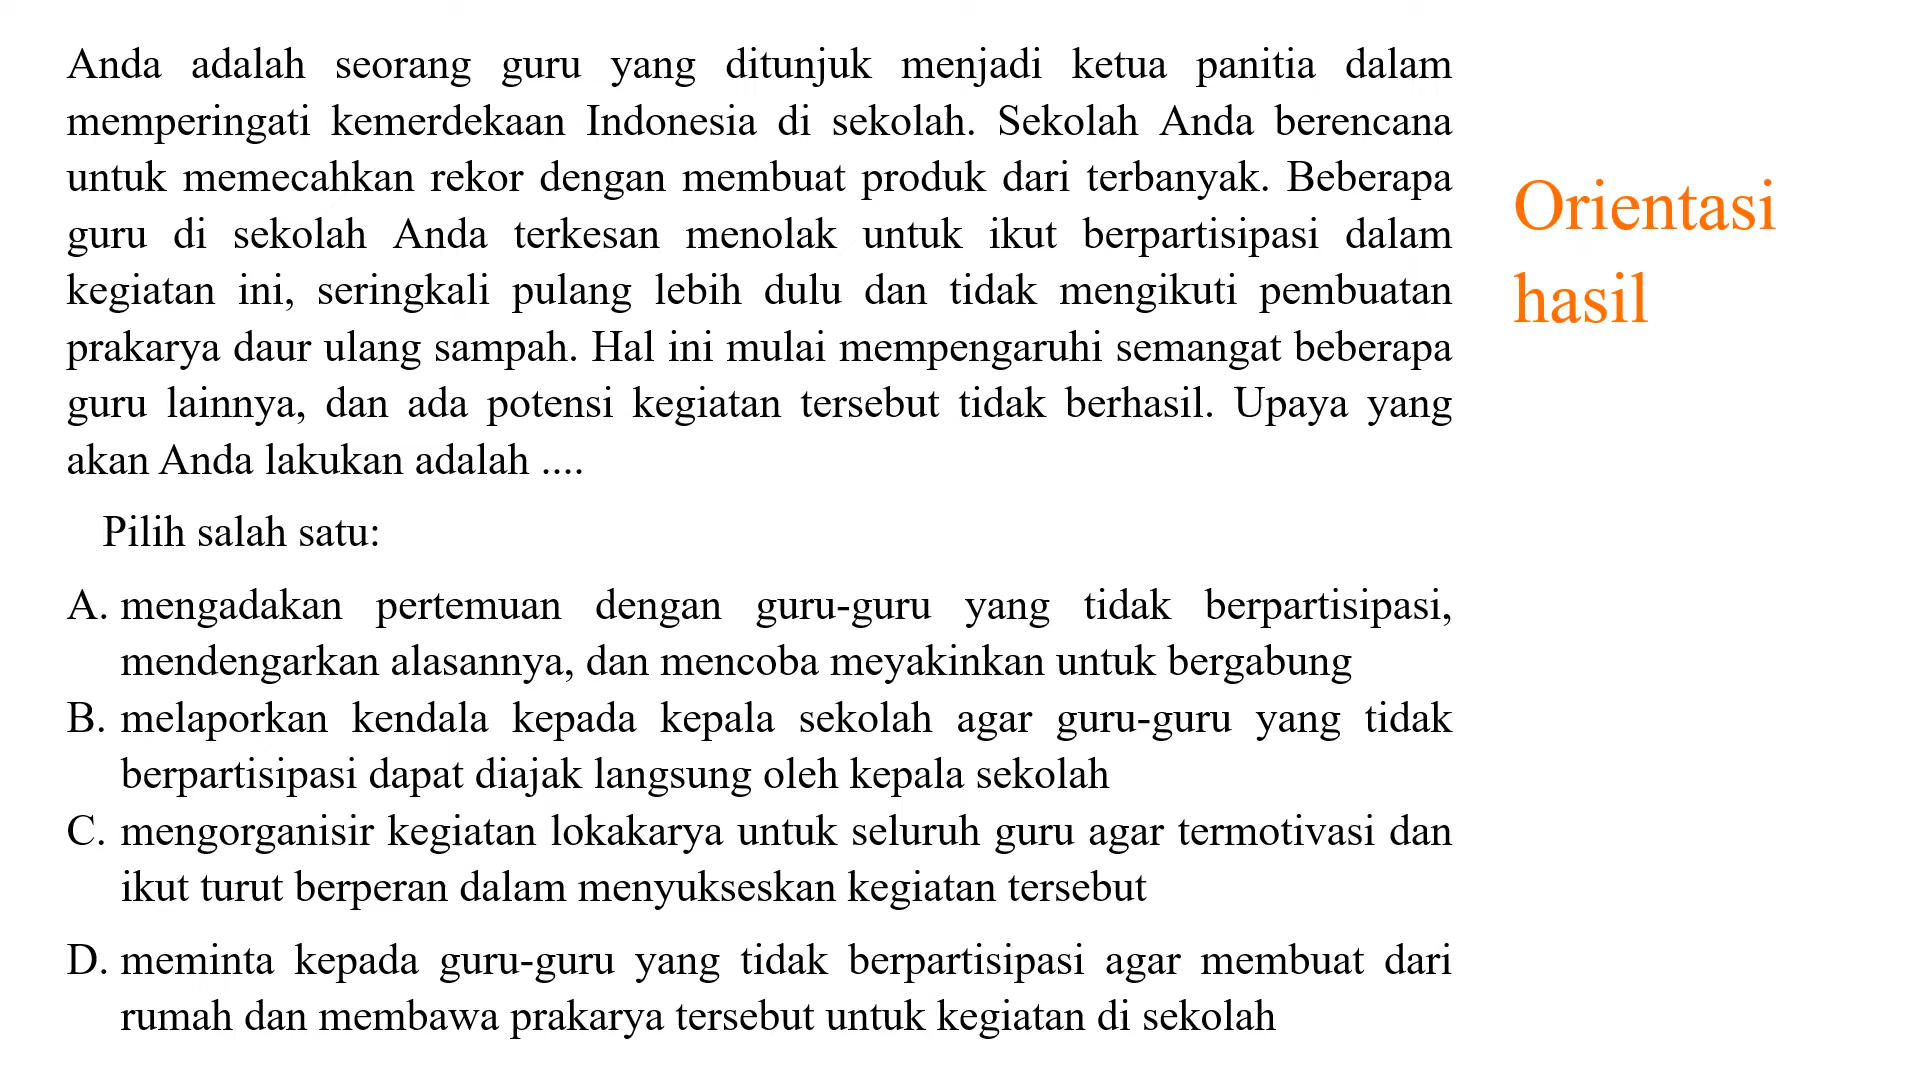 Anda adalah seorang guru yang ditunjuk menjadi ketua panitia dalam
memperingati kemerdekaan Indonesia di sekolah. Sekolah Anda berencana
untuk memecahkan rekor dengan membuat produk dari terbanyak. Beberapa
guru di sekolah Anda terkesan menolak untuk ikut berpartisipasi dalam
kegiatan ini, seringkali pulang lebih dulu dan tidak mengikuti pembuatan
prakarya daur ulang sampah. Hal ini mulai mempengaruhi semangat beberapa
guru lainnya, dan ada potensi kegiatan tersebut tidak berhasil. Upaya yang
akan Anda lakukan adalah ....
Pilih salah satu:
A. mengadakan pertemuan dengan guru-guru yang tidak berpartisipasi,
mendengarkan alasannya, dan mencoba meyakinkan untuk bergabung
B. melaporkan kendala kepada kepala sekolah agar guru-guru yang tidak
berpartisipasi dapat diajak langsung oleh kepala sekolah
C. mengorganisir kegiatan lokakarya untuk seluruh guru agar termotivasi dan
ikut turut berperan dalam menyukseskan kegiatan tersebut
D. meminta kepada guru-guru yang tidak berpartisipasi agar membuat dari
rumah dan membawa prakarya tersebut untuk kegiatan di sekolah
Orientasi
hasil